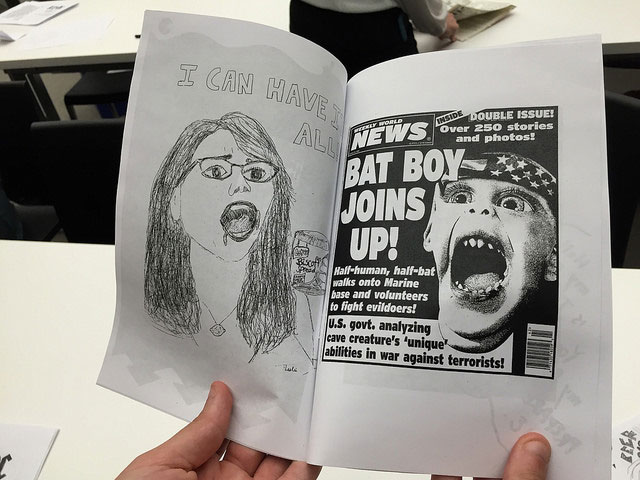 I CAN HAVE I
ALL
BISCOFF
Spread
WEEKLY WORLD
NEWS
INSIDE DOUBLE ISSUE!
Over 250 stories
and photos!
BAT BOY
JOINS
UP!
Half-human, half-bat
walks onto Marine
base and volunteers
to fight evildoers!
U.S. govt. analyzing
cave creature's 'unique'
abilities in war against terrorists!